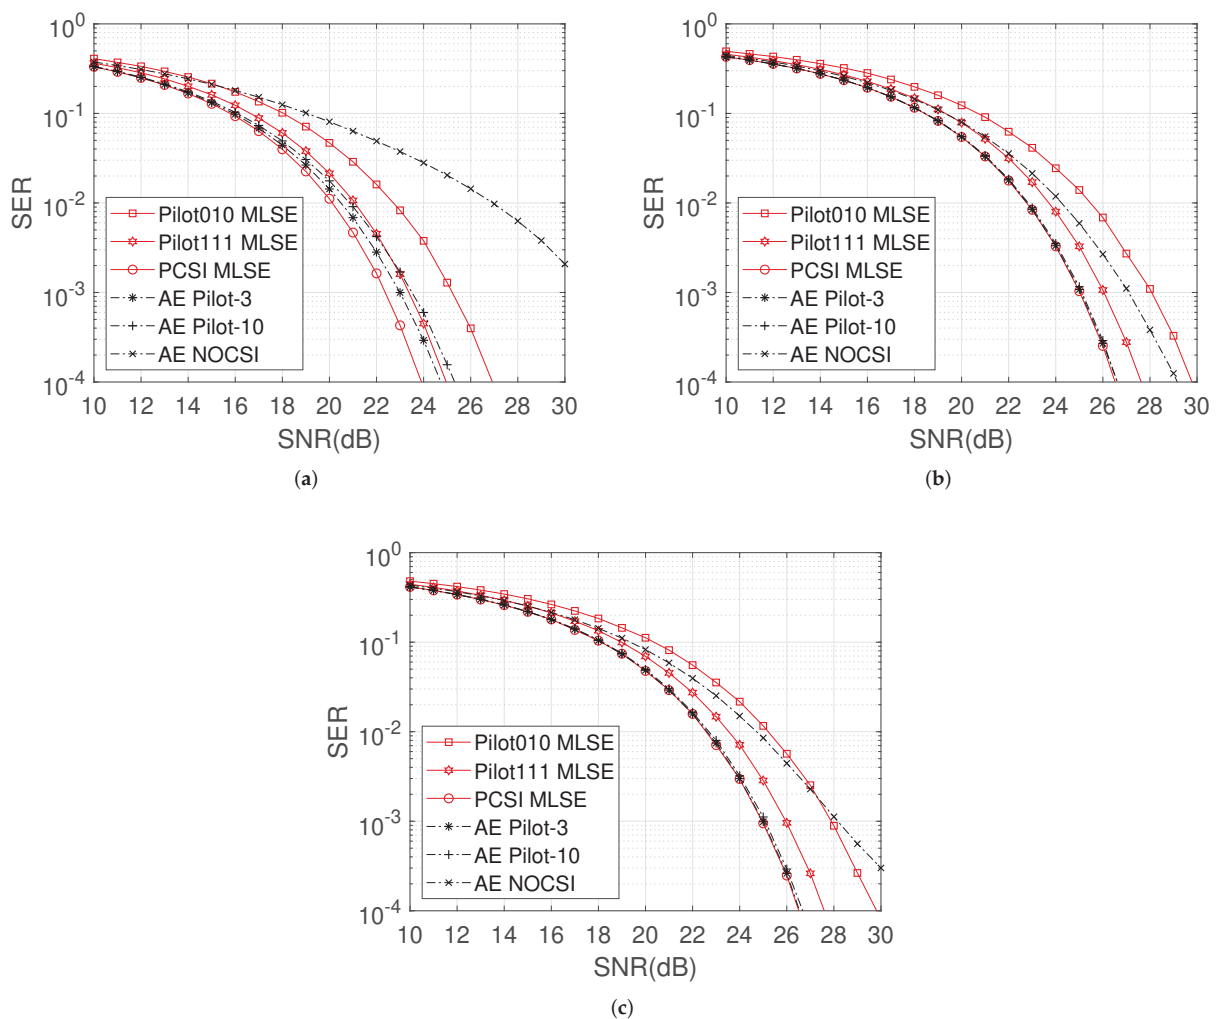 10^0
10^-1
10^-2
10^-3
10^-4
SER
Pilot010 MLSE
Pilot111 MLSE
PCSI MLSE
AE Pilot-3
AE Pilot-10
AE NOCSI
10 12 14 16 18 20 22 24 26 28 30
SNR(dB)
(a)
10^0
10^-1
10^-2
10^-3
10^-4
SER
Pilot010 MLSE
Pilot111 MLSE
PCSI MLSE
AE Pilot-3
AE Pilot-10
AE NOCSI
10 12 14 16 18 20 22 24 26 28 30
SNR(dB)
(b)
10^0
10^-1
10^-2
10^-3
10^-4
SER
Pilot010 MLSE
Pilot111 MLSE
PCSI MLSE
AE Pilot-3
AE Pilot-10
AE NOCSI
10 12 14 16 18 20 22 24 26 28 30
SNR(dB)
(c)